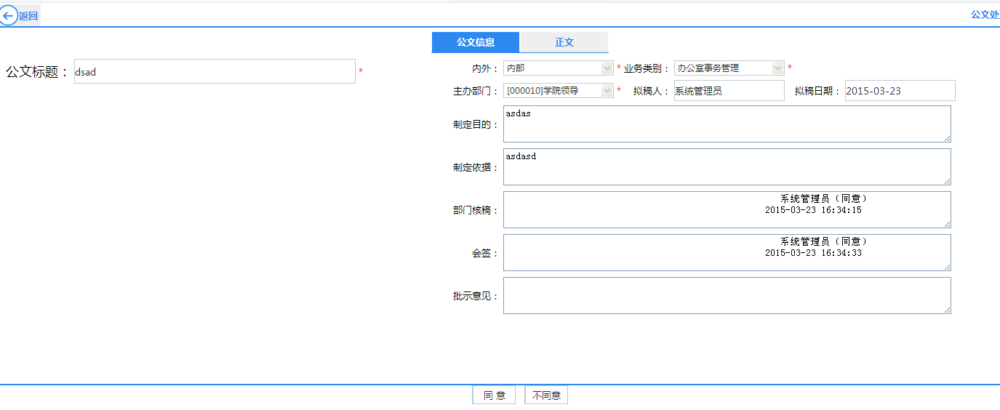 返回
公文处
公文信息 正文
公文标题： dsad *
内外： 内部 * 业务类别： 办公室事务管理 *
主办部门： [000010]学院领导 * 拟稿人： 系统管理员 拟稿日期： 2015-03-23
制定目的： asdas
制定依据： asdasd
部门核稿： 系统管理员（同意）
2015-03-23 16:34:15
会签： 系统管理员（同意）
2015-03-23 16:34:33
批示意见：
同 意 不同意